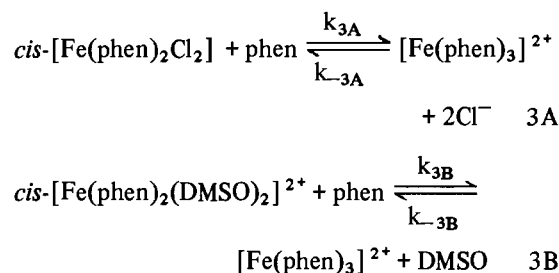 k₃A
cis-[Fe(phen)₂Cl₂] + phen ⇌ [Fe(phen)₃]²⁺
k₋₃A
+ 2Cl⁻ 3A
k₃B
cis-[Fe(phen)₂(DMSO)₂]²⁺ + phen ⇌
k₋₃B
[Fe(phen)₃]²⁺ + DMSO 3B